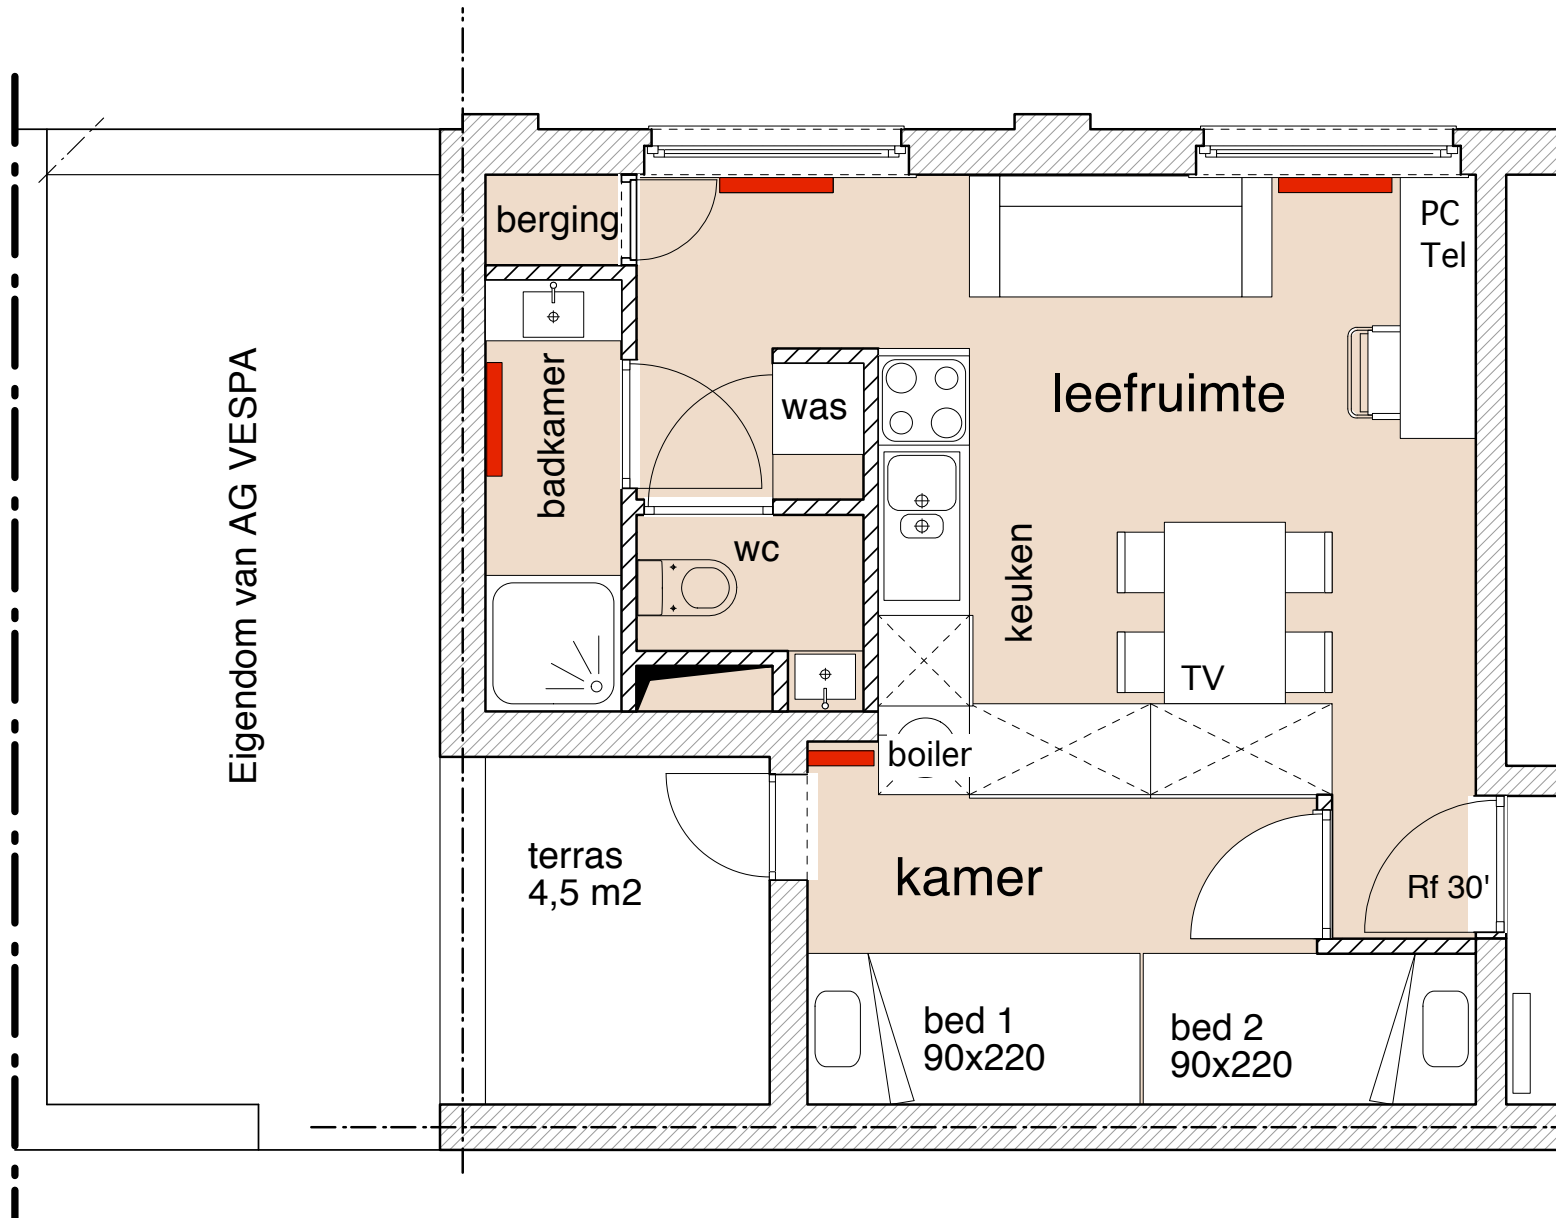 berging
PC
Tel
Eigendom van AG VESPA
badkamer
was
leefruimte
wc
keuken
TV
boiler
terras
4,5 m2
kamer
Rf 30'
bed 1
90x220
bed 2
90x220